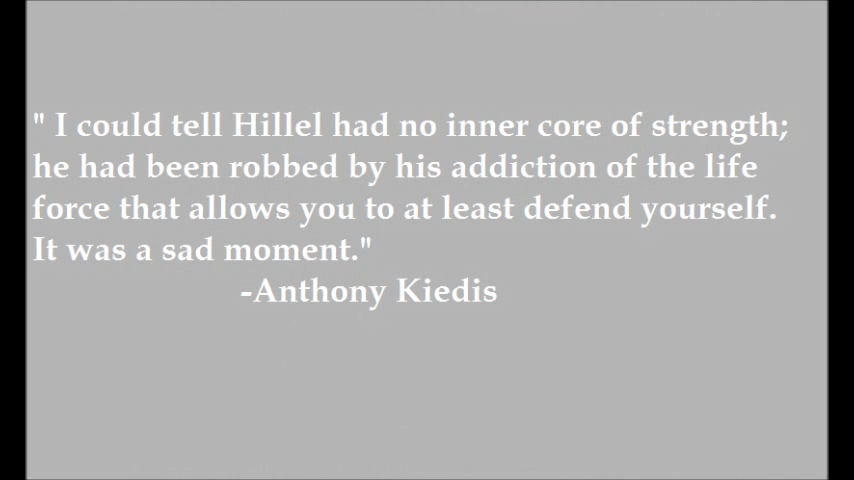 " I could tell Hillel had no inner core of strength;
he had been robbed by his addiction of the life
force that allows you to at least defend yourself.
It was a sad moment."
-Anthony Kiedis